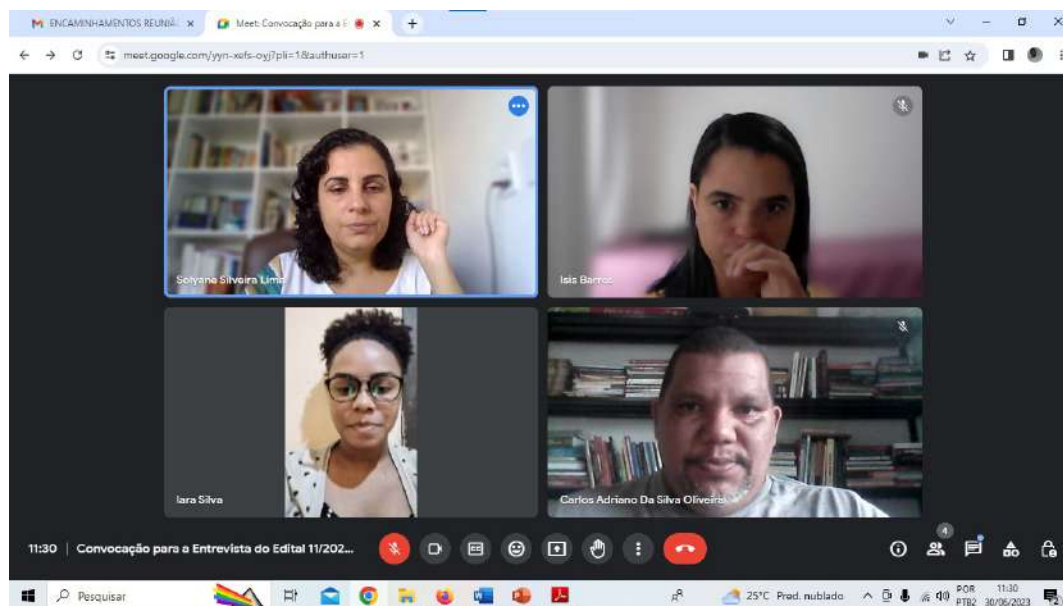 ENCAMINHAMENTOS REUNIÃ
Meet: Convocação para a E
meet.google.com/yyn-xefs-oyj?pli=1&authuser=1
Solyane Silveira Lima
Isis Barros
Iara Silva
Carlos Adriano Da Silva Oliveira
4
11:30 | Convocação para a Entrevista do Edital 11/202...
Pesquisar
25°C Pred. nublado
POR
PTB2
11:30
30/06/2023